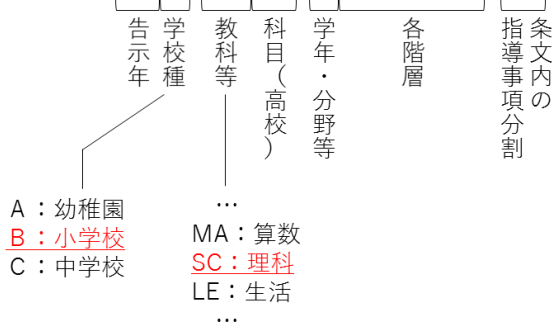 告示年
学校種
教科等
科目（高校）
学年・分野等
各階層
条文内の
指導事項分割
A：幼稚園
B：小学校
C：中学校
…
MA：算数
SC：理科
LE：生活
…